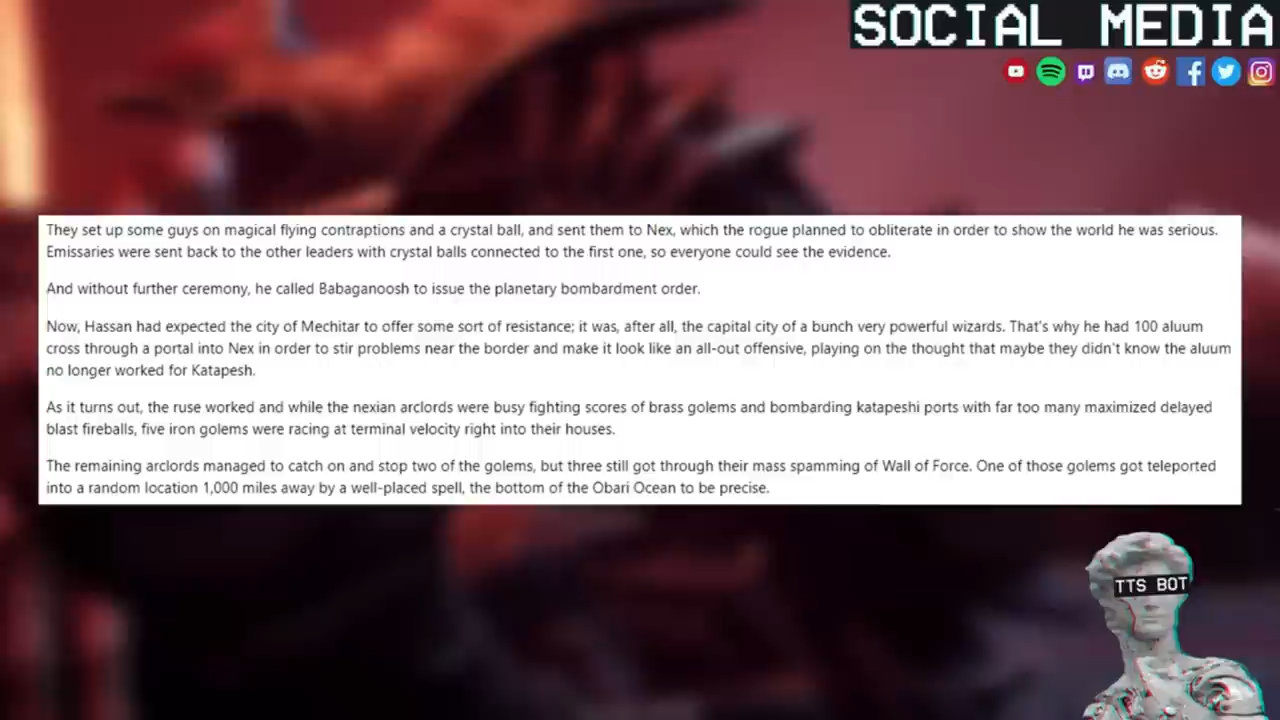 SOCIAL MEDIA
They set up some guys on magical flying contraptions and a crystal ball, and sent them to Nex, which the rogue planned to obliterate in order to show the world he was serious.
Emissaries were sent back to the other leaders with crystal balls connected to the first one, so everyone could see the evidence.
And without further ceremony, he called Babaganoosh to issue the planetary bombardment order.
Now, Hassan had expected the city of Mechitar to offer some sort of resistance; it was, after all, the capital city of a bunch very powerful wizards. That's why he had 100 aluum
cross through a portal into Nex in order to stir problems near the border and make it look like an all-out offensive, playing on the thought that maybe they didn't know the aluum
no longer worked for Katapesh.
As it turns out, the ruse worked and while the nexian arclords were busy fighting scores of brass golems and bombarding katapeshi ports with far too many maximized delayed
blast fireballs, five iron golems were racing at terminal velocity right into their houses.
The remaining arclords managed to catch on and stop two of the golems, but three still got through their mass spamming of Wall of Force. One of those golems got teleported
into a random location 1,000 miles away by a well-placed spell, the bottom of the Obari Ocean to be precise.
TTS BOT